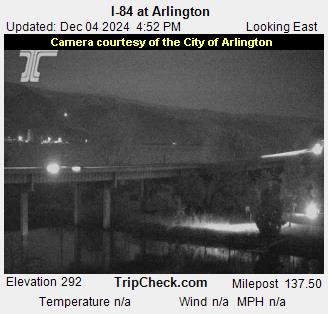 I-84 at Arlington
Updated: Dec 04 2024 4:52 PM Looking East
Camera courtesy of the City of Arlington
Elevation 292 TripCheck.com Milepost 137.50
Temperature n/a Wind n/a MPH n/a